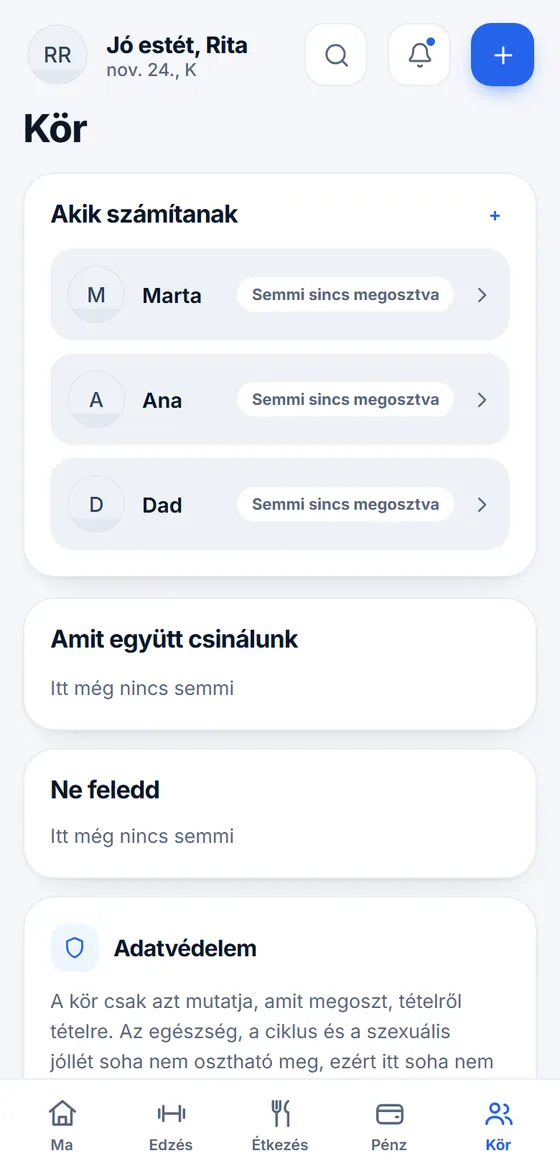 RR
Jó estét, Rita
nov. 24., K
Kör
Akik számítanak
+
M
Marta
Semmi sincs megosztva
A
Ana
Semmi sincs megosztva
D
Dad
Semmi sincs megosztva
Amit együtt csinálunk
Itt még nincs semmi
Ne feledd
Itt még nincs semmi
Adatvédelem
A kör csak azt mutatja, amit megoszt, tételről
tételre. Az egészség, a ciklus és a szexuális
jóllét soha nem osztható meg, ezért itt soha nem
Ma
Edzés
Étkezés
Pénz
Kör